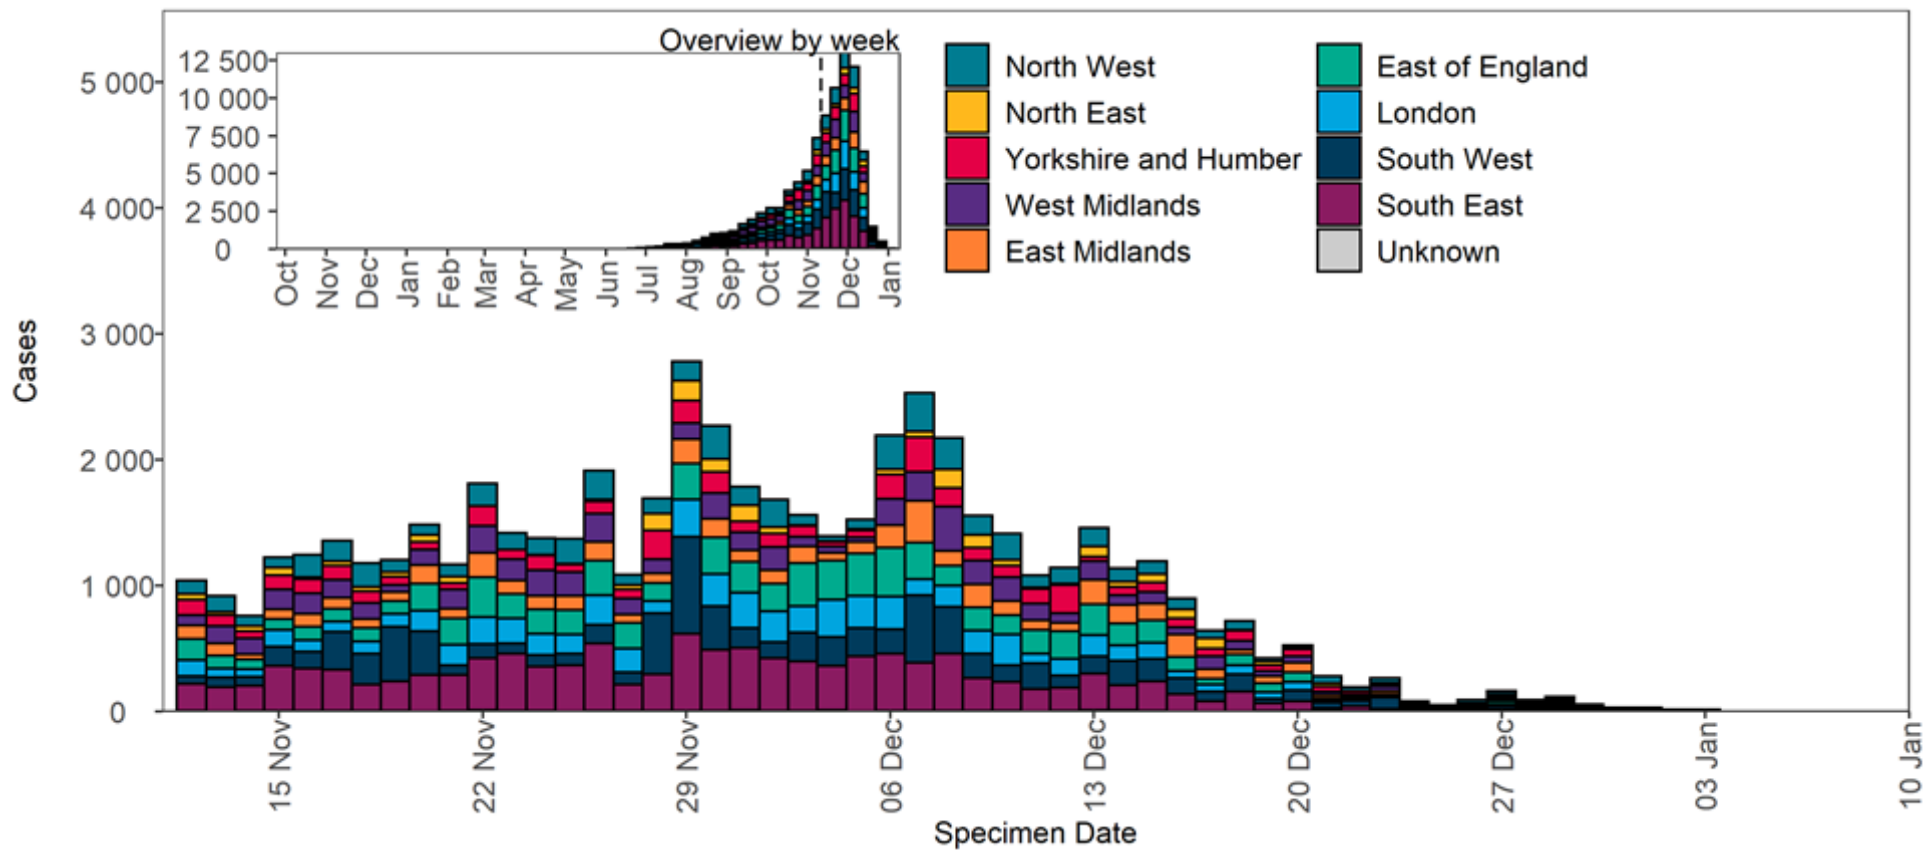 Overview by week
12 500
10 000
7 500
5 000
2 500
0
Oct
Nov
Dec
Jan
Feb
Mar
Apr
May
Jun
Jul
Aug
Sep
Oct
Nov
Dec
Jan
North West
North East
Yorkshire and Humber
West Midlands
East Midlands
East of England
London
South West
South East
Unknown
Cases
5 000
4 000
3 000
2 000
1 000
0
15 Nov
22 Nov
29 Nov
06 Dec
13 Dec
20 Dec
27 Dec
03 Jan
10 Jan
Specimen Date